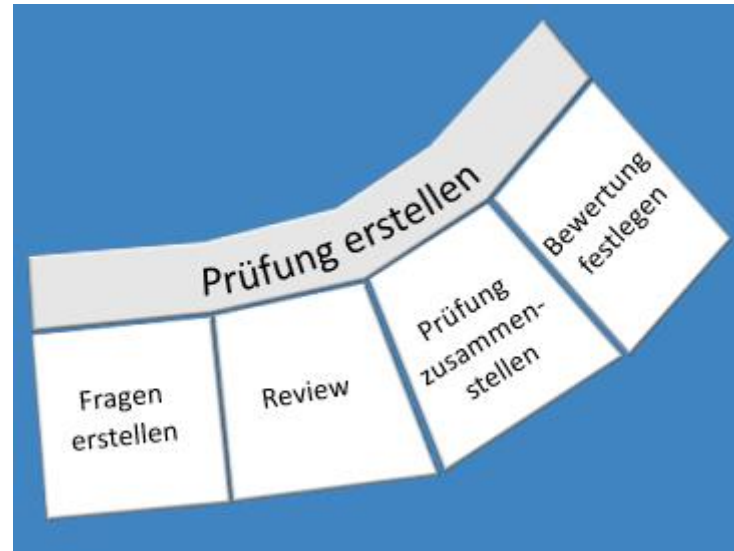 Prüfung erstellen
Fragen
erstellen
Review
Prüfung
zusammen-
stellen
Bewertung
festlegen